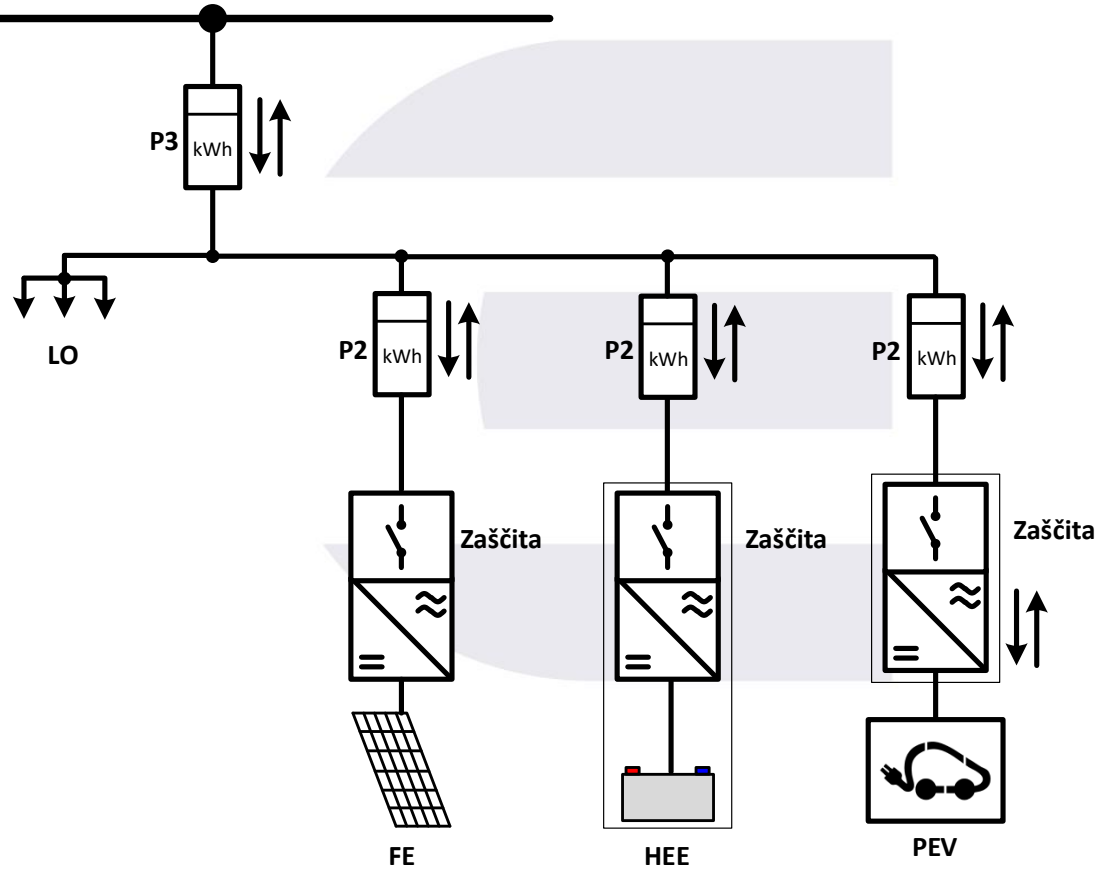 P3
kWh
LO
P2
kWh
P2
kWh
P2
kWh
Zaščita
Zaščita
Zaščita
FE
HEE
PEV